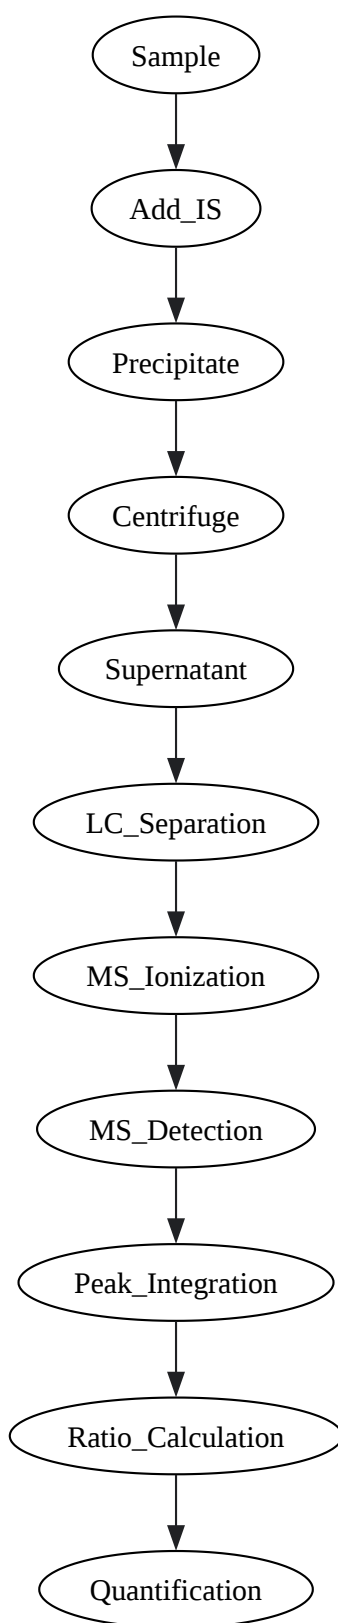 Sample
Add_IS
Precipitate
Centrifuge
Supernatant
LC_Separation
MS_Ionization
MS_Detection
Peak_Integration
Ratio_Calculation
Quantification